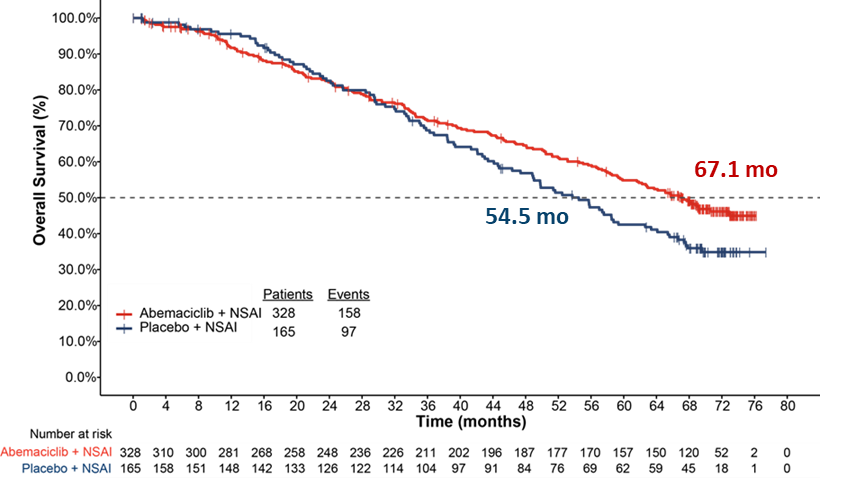 100.0%
90.0%
80.0%
70.0%
60.0%
50.0%
40.0%
30.0%
20.0%
10.0%
0.0%
Overall Survival (%)
67.1 mo
54.5 mo
Patients Events
Abemaciclib + NSAI 328 158
Placebo + NSAI 165 97
0 4 8 12 16 20 24 28 32 36 40 44 48 52 56 60 64 68 72 76 80
Time (months)
Number at risk
Abemaciclib + NSAI 328 310 300 281 268 258 248 236 226 211 202 196 187 177 170 157 150 120 52 2 0
Placebo + NSAI 165 158 151 148 142 133 126 122 114 104 97 91 84 76 69 62 59 45 18 1 0